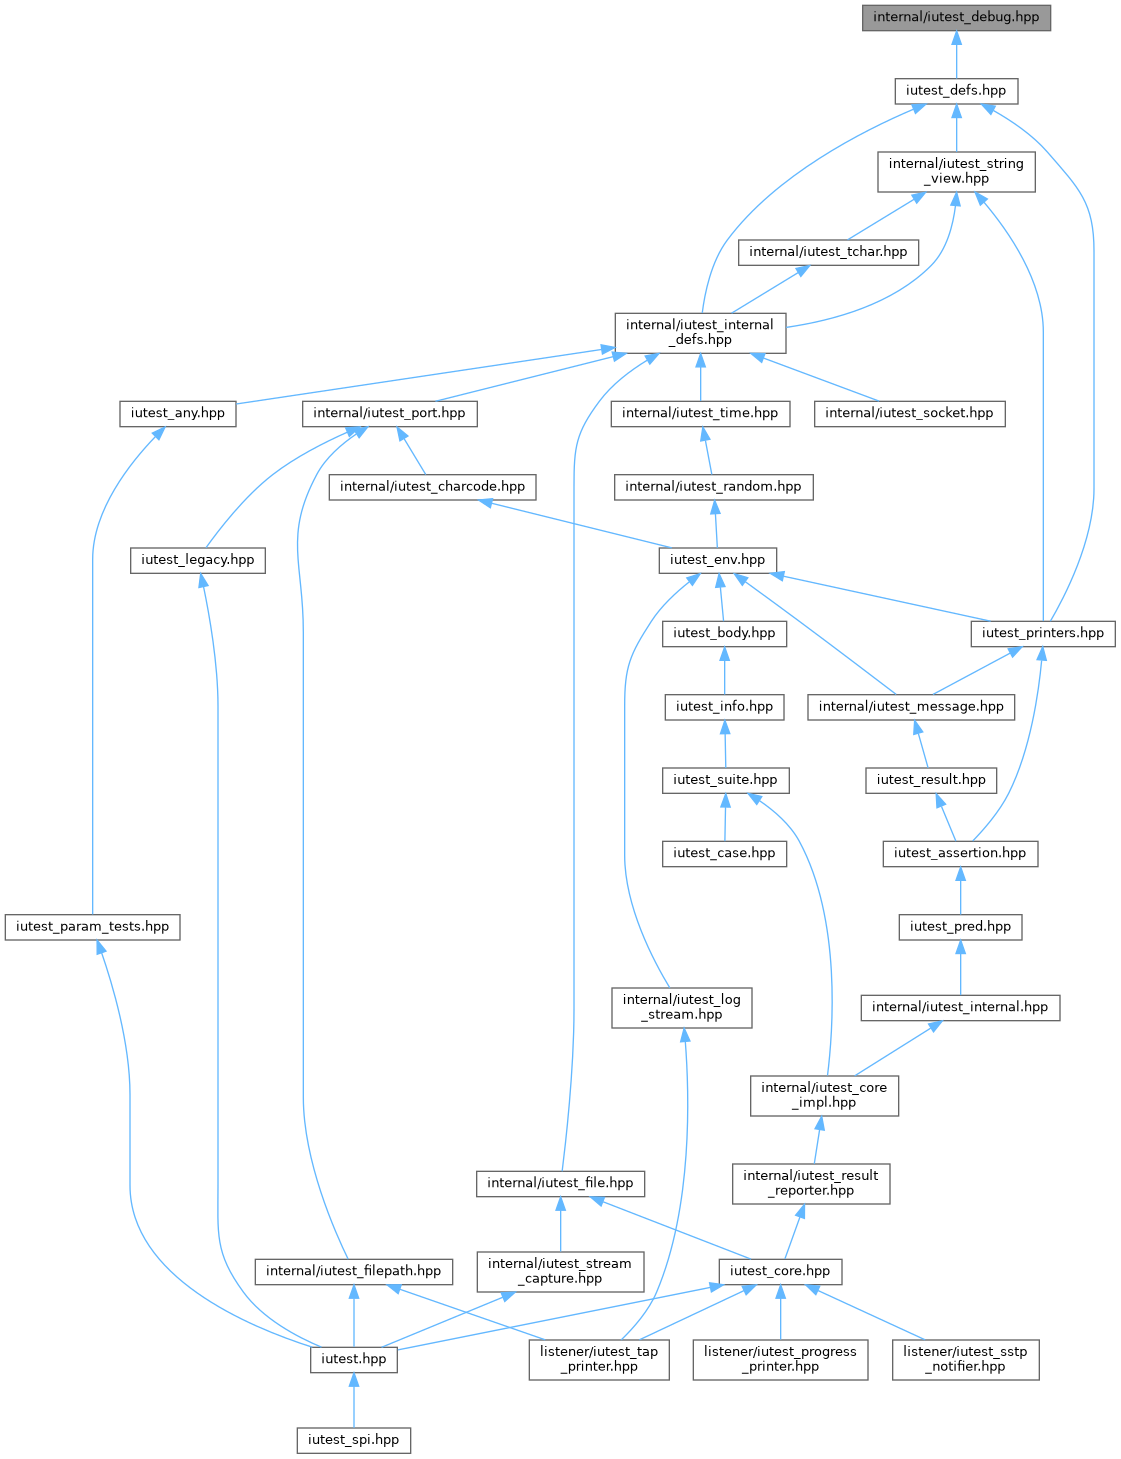 internal/iutest_debug.hpp
iutest_defs.hpp
internal/iutest_string
_view.hpp
internal/iutest_tchar.hpp
internal/iutest_internal
_defs.hpp
iutest_any.hpp
internal/iutest_port.hpp
internal/iutest_time.hpp
internal/iutest_socket.hpp
internal/iutest_charcode.hpp
internal/iutest_random.hpp
iutest_legacy.hpp
iutest_env.hpp
iutest_body.hpp
iutest_printers.hpp
iutest_info.hpp
internal/iutest_message.hpp
iutest_suite.hpp
iutest_result.hpp
iutest_case.hpp
iutest_assertion.hpp
iutest_param_tests.hpp
iutest_pred.hpp
internal/iutest_log
_stream.hpp
internal/iutest_internal.hpp
internal/iutest_core
_impl.hpp
internal/iutest_file.hpp
internal/iutest_result
_reporter.hpp
internal/iutest_filepath.hpp
internal/iutest_stream
_capture.hpp
iutest_core.hpp
iutest.hpp
listener/iutest_tap
_printer.hpp
listener/iutest_progress
_printer.hpp
listener/iutest_sstp
_notifier.hpp
iutest_spi.hpp